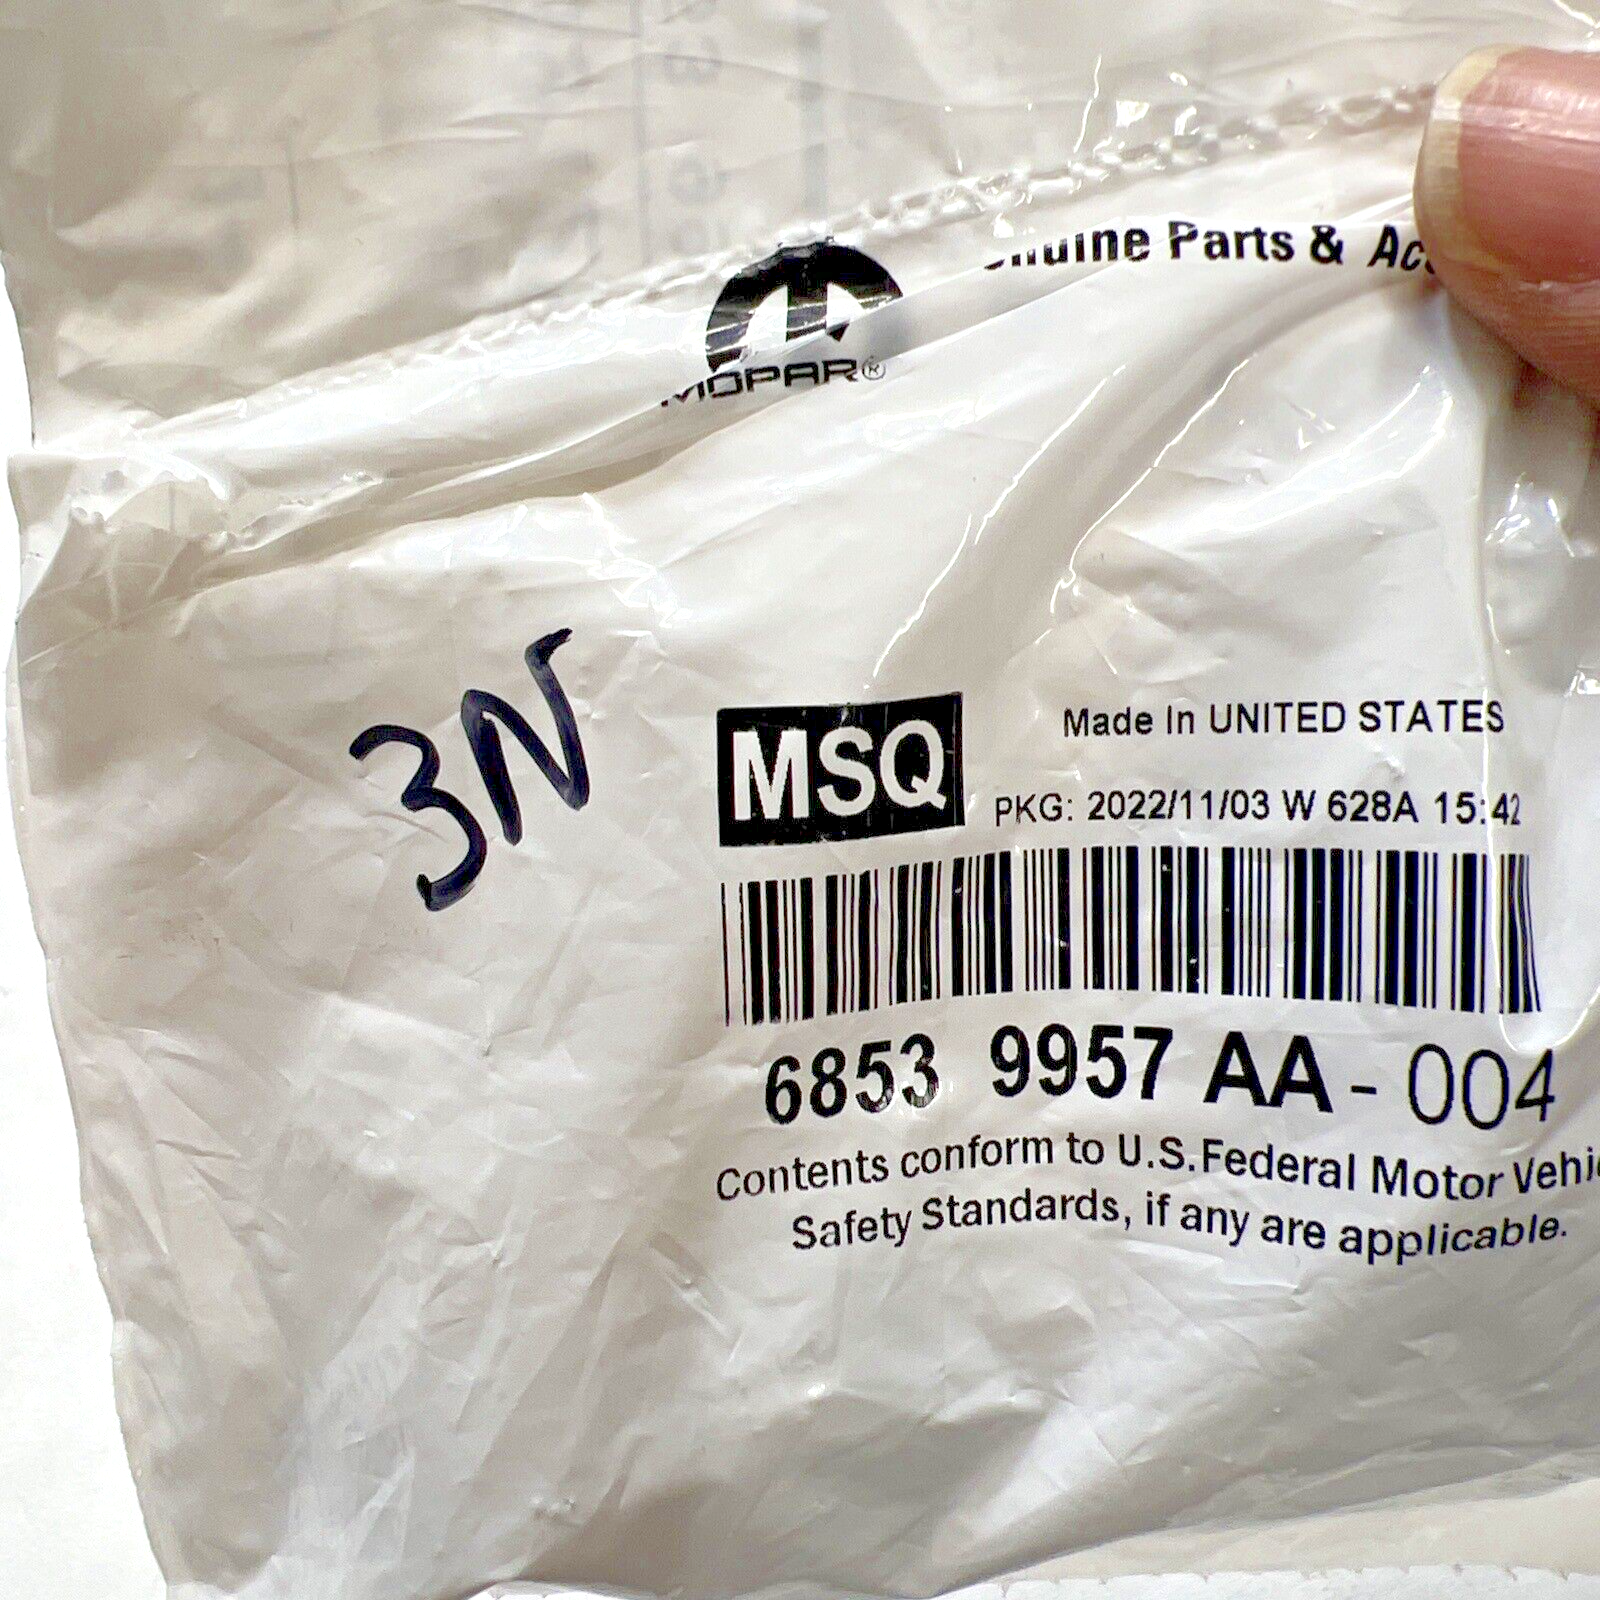 Parts &
MOPAR®
3N
MSQ
Made In UNITED STATES
PKG: 2022/11/03 W 628A 15:42
6853 9957 AA - 004
Contents conform to U.S. Federal Motor
Safety Standards, if any are applicable.